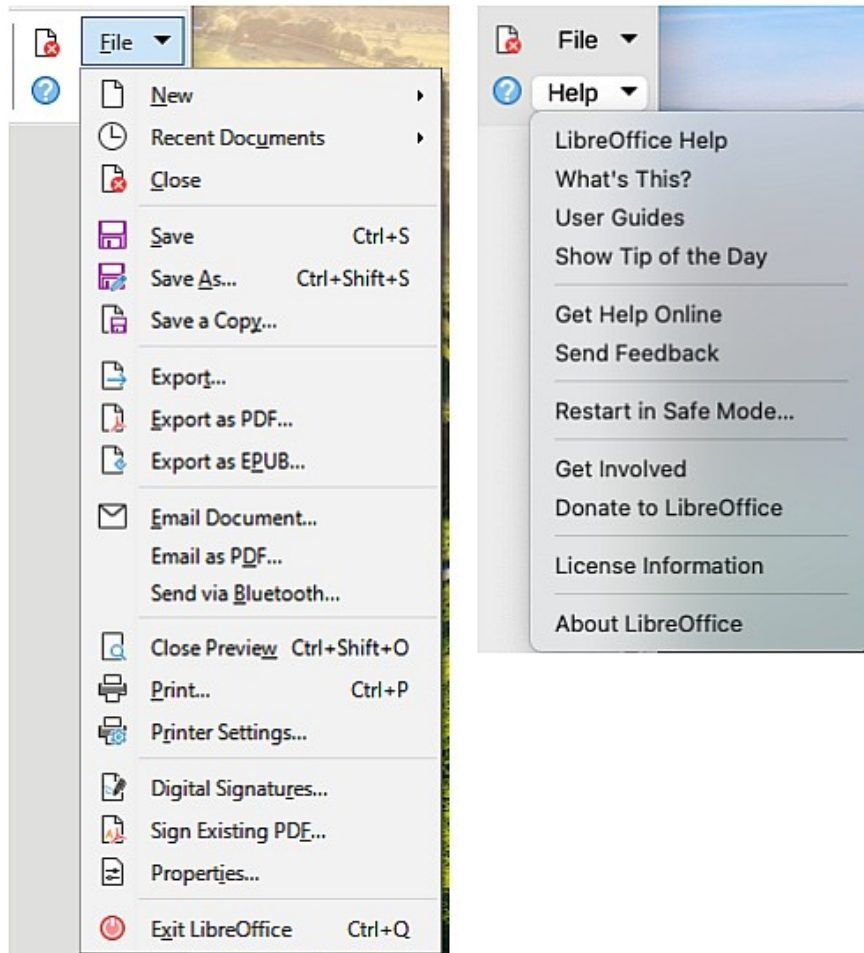 File
New
Recent Documents
Close
Save Ctrl+S
Save As... Ctrl+Shift+S
Save a Copy...
Export...
Export as PDF...
Export as EPUB...
Email Document...
Email as PDF...
Send via Bluetooth...
Close Preview Ctrl+Shift+O
Print... Ctrl+P
Printer Settings...
Digital Signatures...
Sign Existing PDF...
Properties...
Exit LibreOffice Ctrl+Q
File
Help
LibreOffice Help
What's This?
User Guides
Show Tip of the Day
Get Help Online
Send Feedback
Restart in Safe Mode...
Get Involved
Donate to LibreOffice
License Information
About LibreOffice